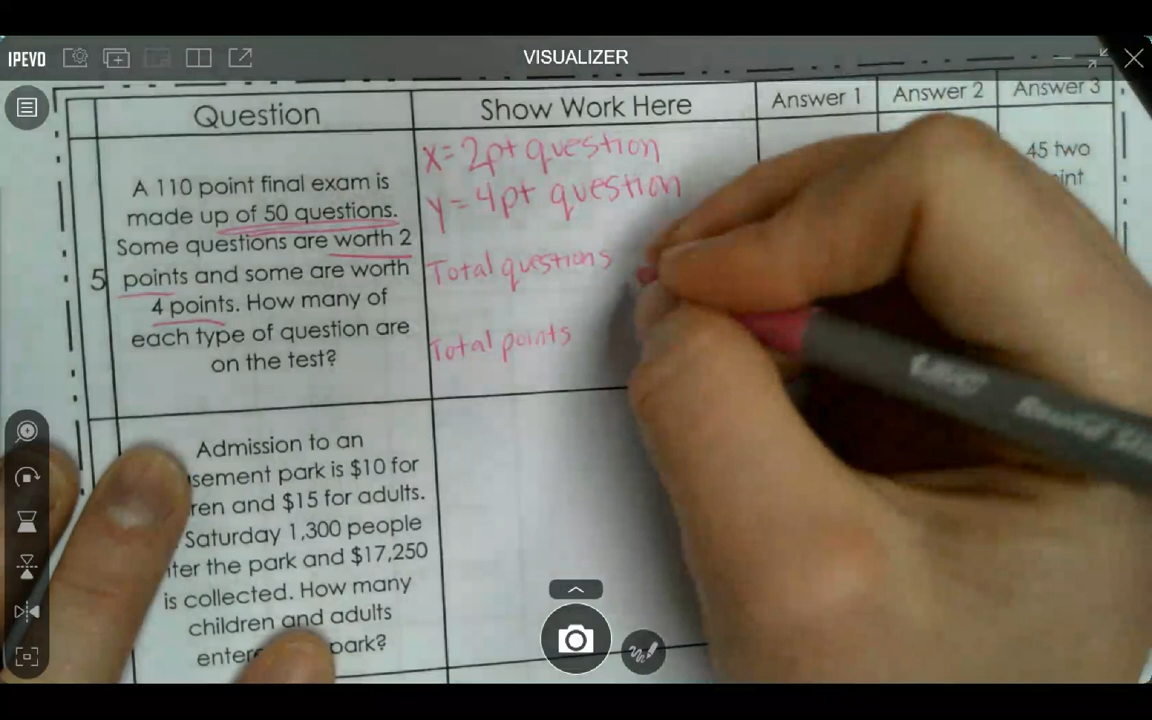 IPEVO
VISUALIZER
Question
Show Work Here
Answer 1
Answer 2
Answer 3
5
A 110 point final exam is
made up of 50 questions.
Some questions are worth 2
points and some are worth
4 points. How many of
each type of question are
on the test?
x=2pt question
y=4pt question
Total questions
Total points
45 two
Admission to an
sement park is $10 for
ren and $15 for adults.
Saturday 1,300 people
ter the park and $17,250
is collected. How many
children and adults
entere park?
BIC